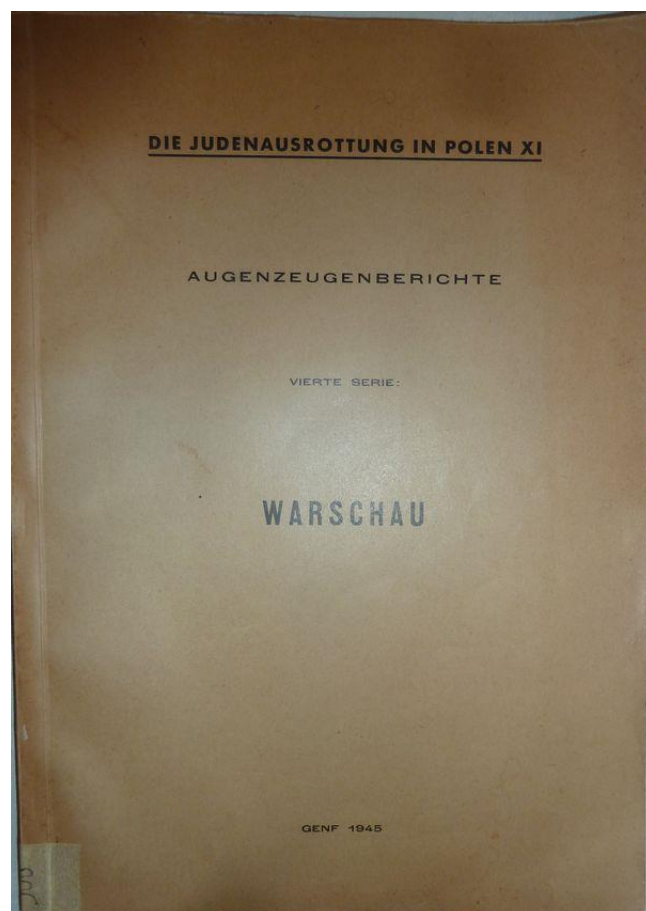 DIE JUDENAUSROTTUNG IN POLEN XI
AUGENZEUGENBERICHTE
VIERTE SERIE:
WARSCHAU
GENF 1945